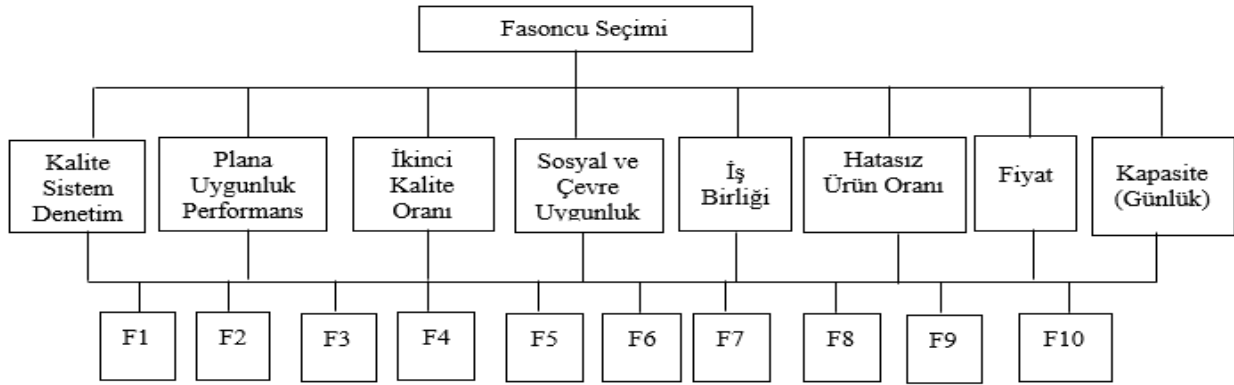 Fasoncu Seçimi
Kalite
Sistem
Denetim
Plana
Uygunluk
Performans
İkinci
Kalite
Oranı
Sosyal ve
Çevre
Uygunluk
İş
Birliği
Hatasız
Ürün Oranı
Fiyat
Kapasite
(Günlük)
F1
F2
F3
F4
F5
F6
F7
F8
F9
F10